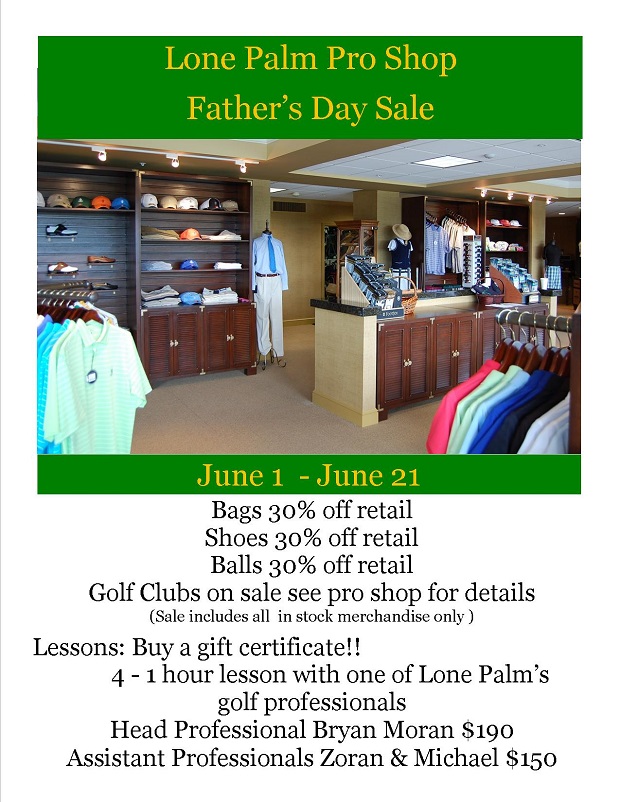 Lone Palm Pro Shop
Father's Day Sale
June 1 - June 21
Bags 30% off retail
Shoes 30% off retail
Balls 30% off retail
Golf Clubs on sale see pro shop for details
(Sale includes all in stock merchandise only )
Lessons: Buy a gift certificate!!
4 - 1 hour lesson with one of Lone Palm's
golf professionals
Head Professional Bryan Moran $190
Assistant Professionals Zoran & Michael $150